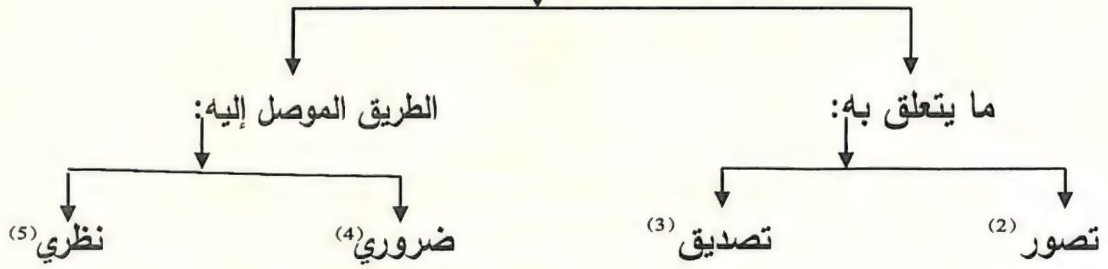 ما يتعلق به: الطريق الموصل إليه:
تصور (2) تصديق (3) ضروري(4) نظري(5)